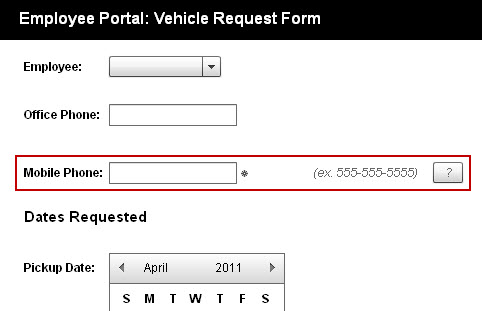 Employee Portal: Vehicle Request Form
Employee:
Office Phone:
Mobile Phone: * (ex. 555-555-5555) ?
Dates Requested
Pickup Date: April 2011
S M T W T F S